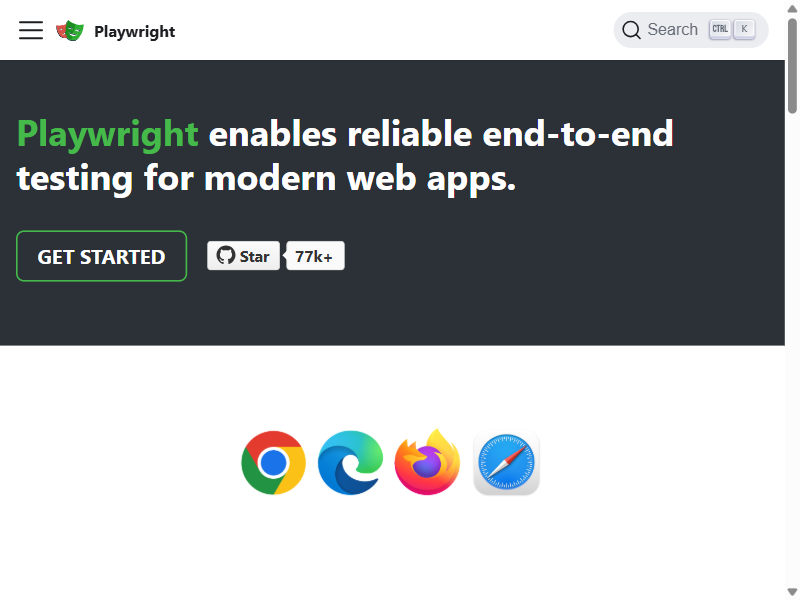 Playwright
Search CTRL K
Playwright enables reliable end-to-end
testing for modern web apps.
GET STARTED
Star 77k+